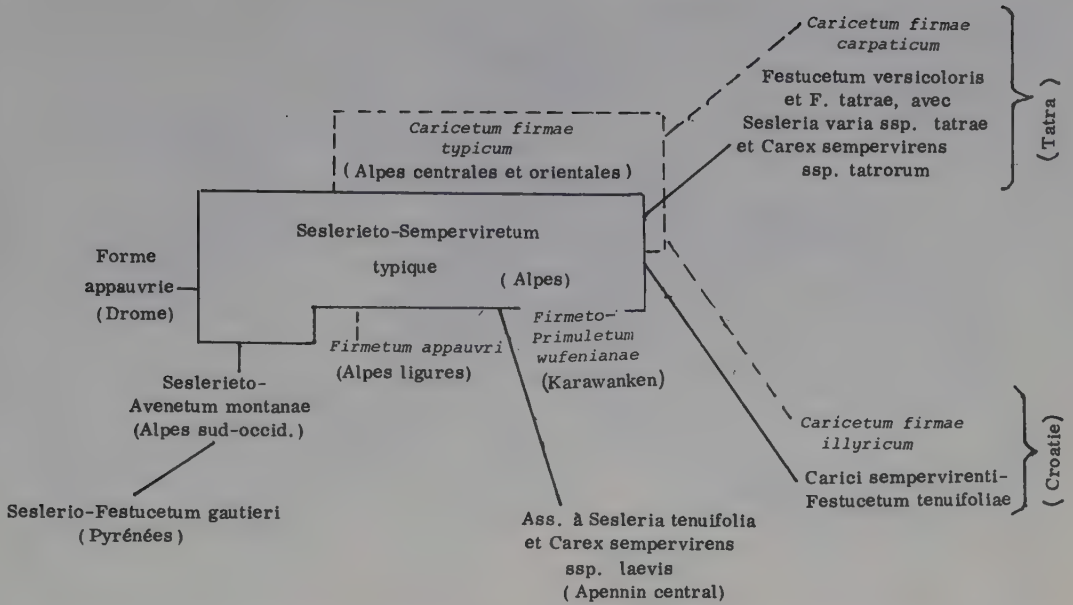 Caricetum firmae
carpaticum
Festucetum versicoloris
et F. tatrae, avec
Sesleria varia ssp. tatrae
et Carex sempervirens
ssp. tatrorum
(Tatra)
Caricetum firmae
typicum
(Alpes centrales et orientales)
Seslerieto-Semperviretum
typique
(Alpes)
Forme
appauvrie
(Drome)
Firmetum appauvri
(Alpes ligures)
Firmeto-
Primuletum
wufenianae
(Karawanken)
Seslerieto-
Avenetum montanae
(Alpes sud-occid.)
Seslerio-Festucetum gautieri
(Pyrénées)
Ass. à Sesleria tenuifolia
et Carex sempervirens
ssp. laevis
(Apennin central)
Caricetum firmae
illyricum
Carici sempervirenti-
Festucetum tenuifoliae
(Croatie)